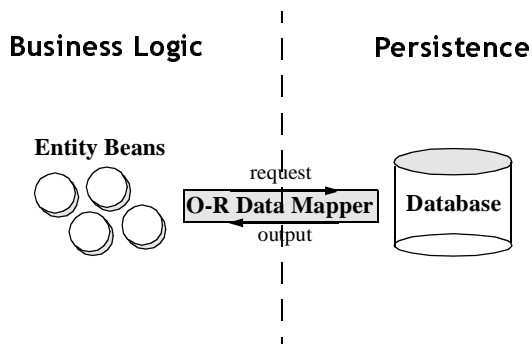 Business Logic
Persistence
Entity Beans
request
O-R Data Mapper
output
Database